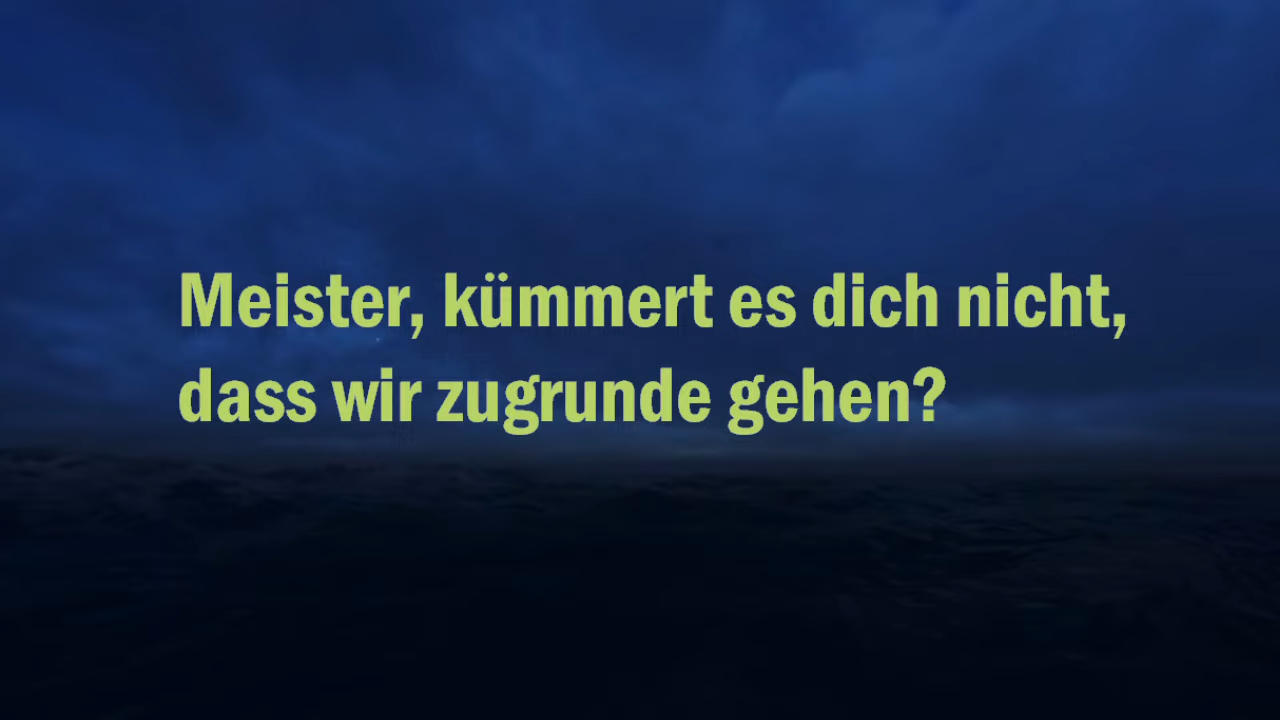 Meister, kümmert es dich nicht,
dass wir zugrunde gehen?